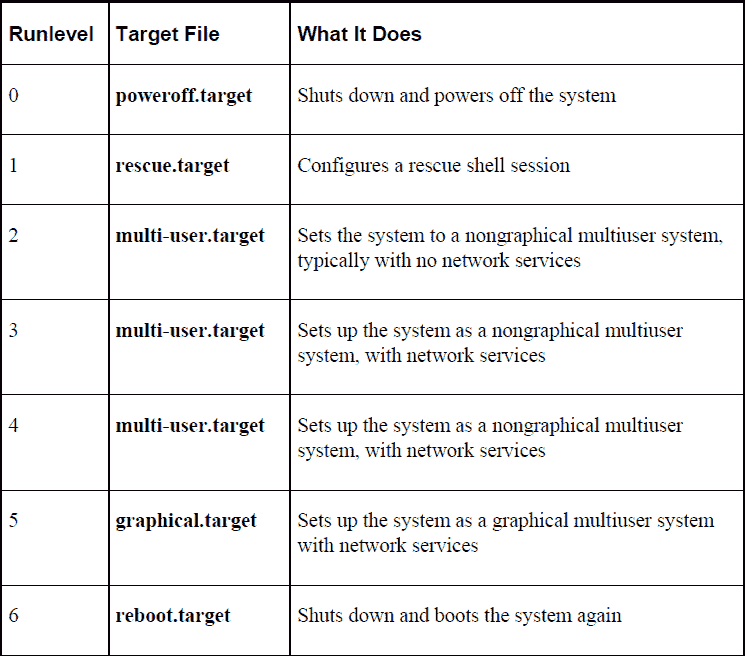 Runlevel Target File What It Does
0 poweroff.target Shuts down and powers off the system
1 rescue.target Configures a rescue shell session
2 multi-user.target Sets the system to a nongraphical multiuser system,
typically with no network services
3 multi-user.target Sets up the system as a nongraphical multiuser
system, with network services
4 multi-user.target Sets up the system as a nongraphical multiuser
system, with network services
5 graphical.target Sets up the system as a graphical multiuser system
with network services
6 reboot.target Shuts down and boots the system again